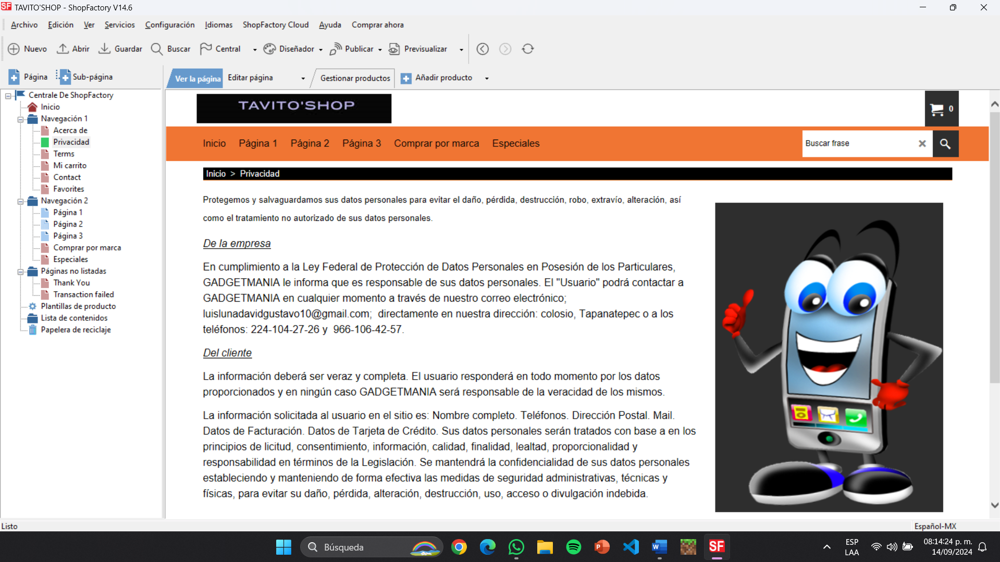 SF TAVITO'SHOP - ShopFactory V14.6
Archivo Edición Ver Servicios Configuración Idiomas ShopFactory Cloud Ayuda Comprar ahora
Nuevo Abrir Guardar Buscar Central Diseñador Publicar Previsualizar
Página Sub-página
Ver la página Editar página Gestionar productos Añadir producto
Centrale De ShopFactory
Inicio
Navegación 1
Acerca de
Privacidad
Terms
Mi carrito
Contact
Favorites
Navegación 2
Página 1
Página 2
Página 3
Comprar por marca
Especiales
Páginas no listadas
Thank You
Transaction failed
Plantillas de producto
Lista de contenidos
Papelera de reciclaje
TAVITO'SHOP
0
Inicio Página 1 Página 2 Página 3 Comprar por marca Especiales
Buscar frase
Inicio > Privacidad
Protegemos y salvaguardamos sus datos personales para evitar el daño, pérdida, destrucción, robo, extravío, alteración, así
como el tratamiento no autorizado de sus datos personales.
De la empresa
En cumplimiento a la Ley Federal de Protección de Datos Personales en Posesión de los Particulares,
GADGETMANIA le informa que es responsable de sus datos personales. El "Usuario" podrá contactar a
GADGETMANIA en cualquier momento a través de nuestro correo electrónico;
luislunadavidgustavo10@gmail.com; directamente en nuestra dirección: colosio, Tapanatepec o a los
teléfonos: 224-104-27-26 y 966-106-42-57.
Del cliente
La información deberá ser veraz y completa. El usuario responderá en todo momento por los datos
proporcionados y en ningún caso GADGETMANIA será responsable de la veracidad de los mismos.
La información solicitada al usuario en el sitio es: Nombre completo. Teléfonos. Dirección Postal. Mail.
Datos de Facturación. Datos de Tarjeta de Crédito. Sus datos personales serán tratados con base a en los
principios de licitud, consentimiento, información, calidad, finalidad, lealtad, proporcionalidad y
responsabilidad en términos de la Legislación. Se mantendrá la confidencialidad de sus datos personales
estableciendo y manteniendo de forma efectiva las medidas de seguridad administrativas, técnicas y
físicas, para evitar su daño, pérdida, alteración, destrucción, uso, acceso o divulgación indebida.
Listo
Español-MX
Búsqueda
P
W
SF
ESP
LAA
08:14:24 p. m.
14/09/2024